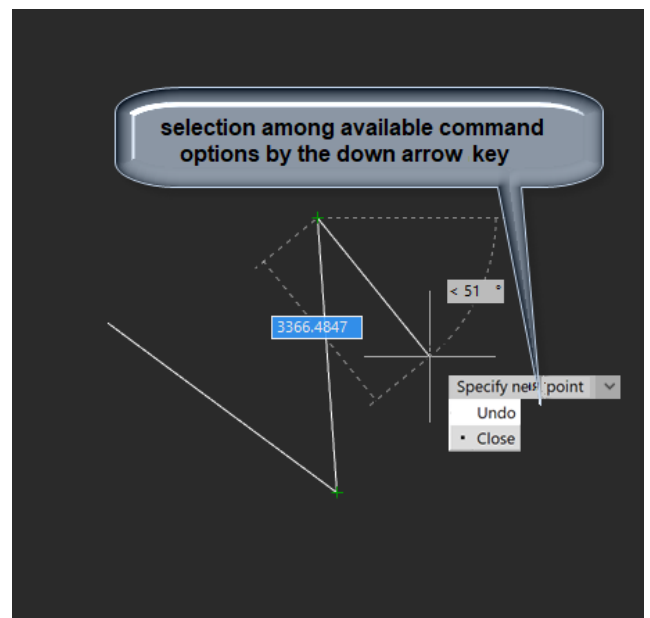 selection among available command
options by the down arrow key
< 51 °
3366.4847
Specify next point
Undo
Close